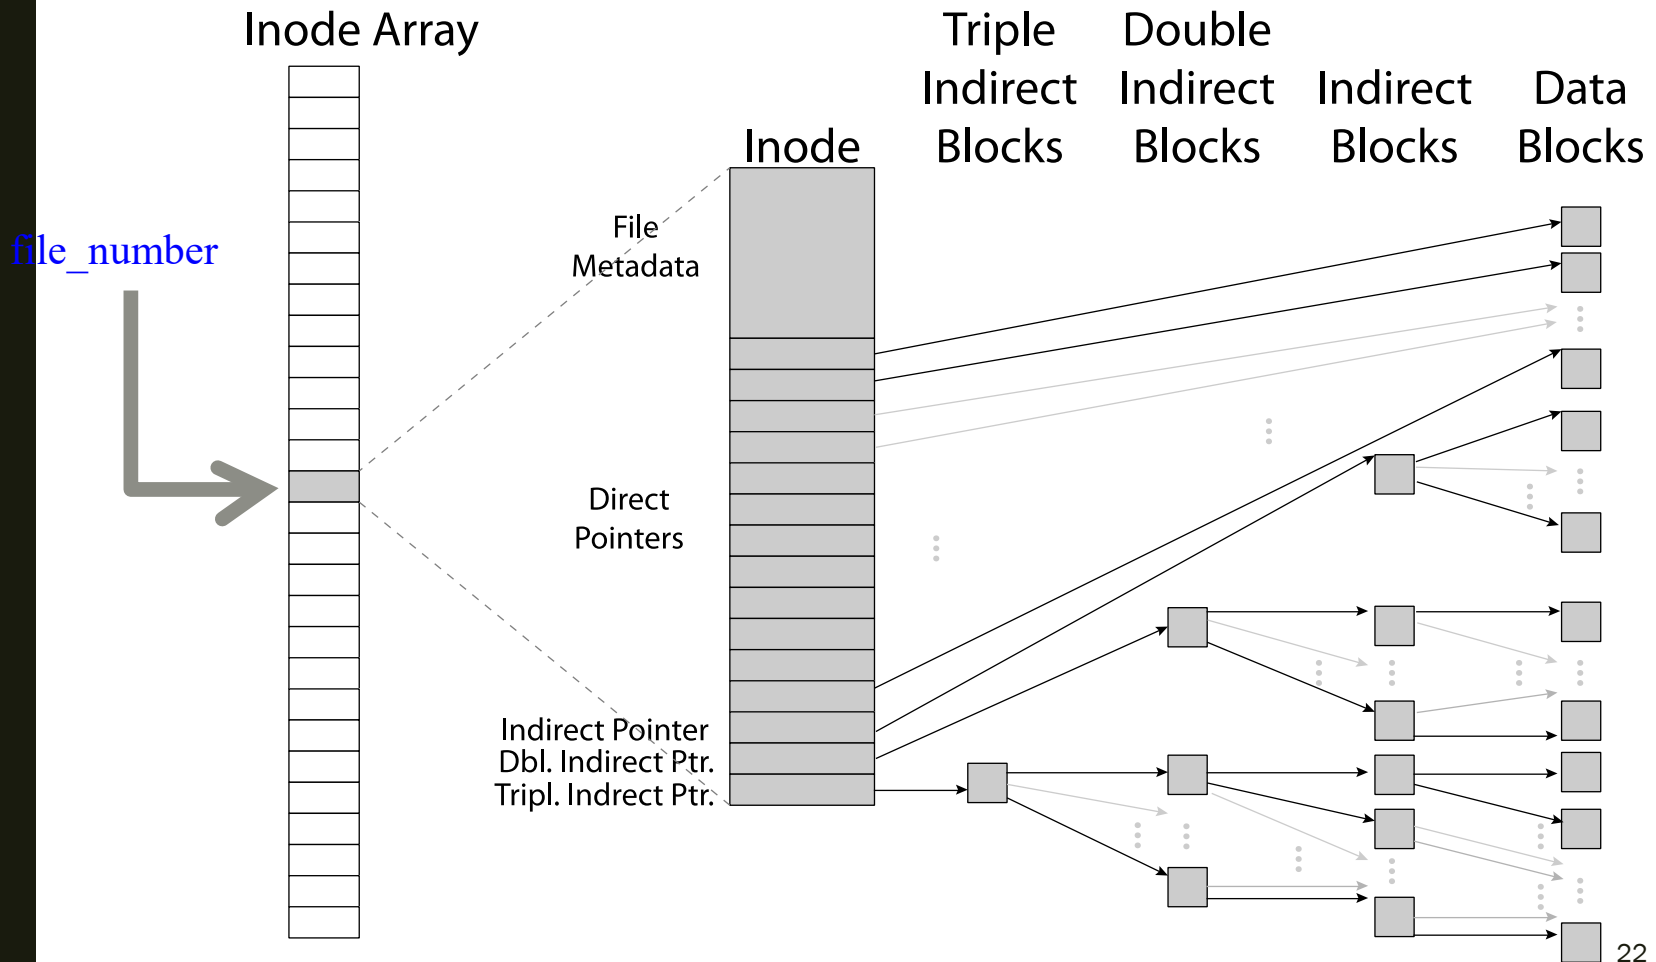 Inode Array
Triple
Indirect
Blocks
Double
Indirect
Blocks
Indirect
Blocks
Data
Blocks
Inode
file_number
File
Metadata
Direct
Pointers
Indirect Pointer
Dbl. Indirect Ptr.
Tripl. Indrect Ptr.
22